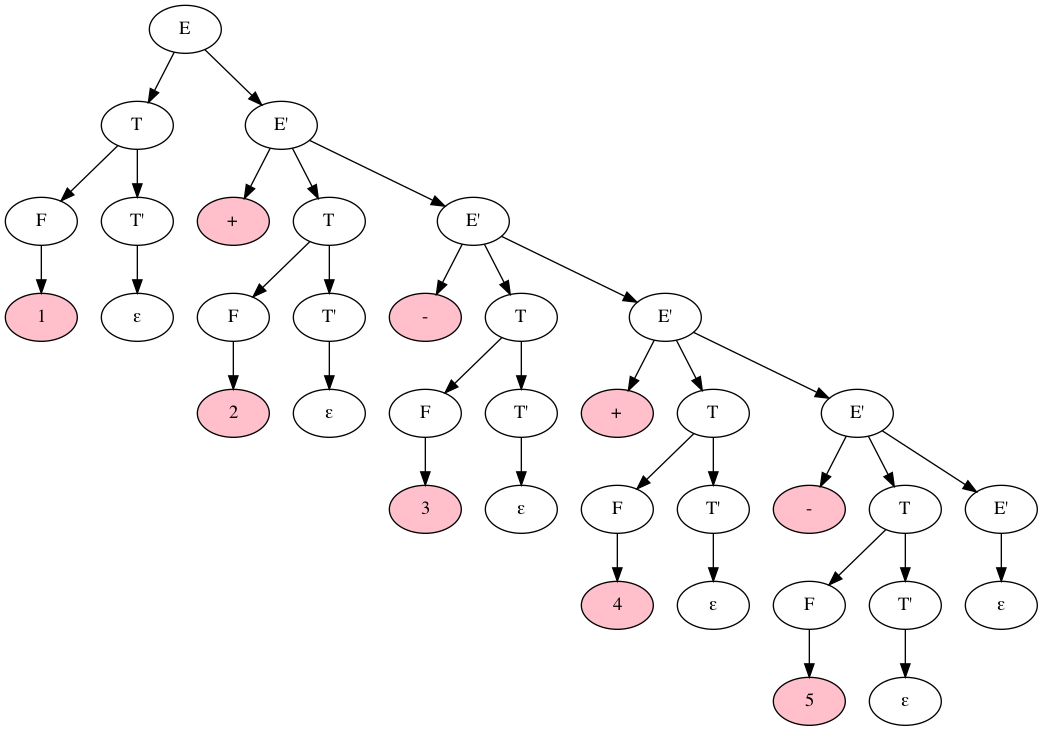 E
T E'
F T' + T E'
1 ε F T' - T E'
2 ε F T' + T E'
3 ε F T' - T E'
4 ε F T' ε
5 ε